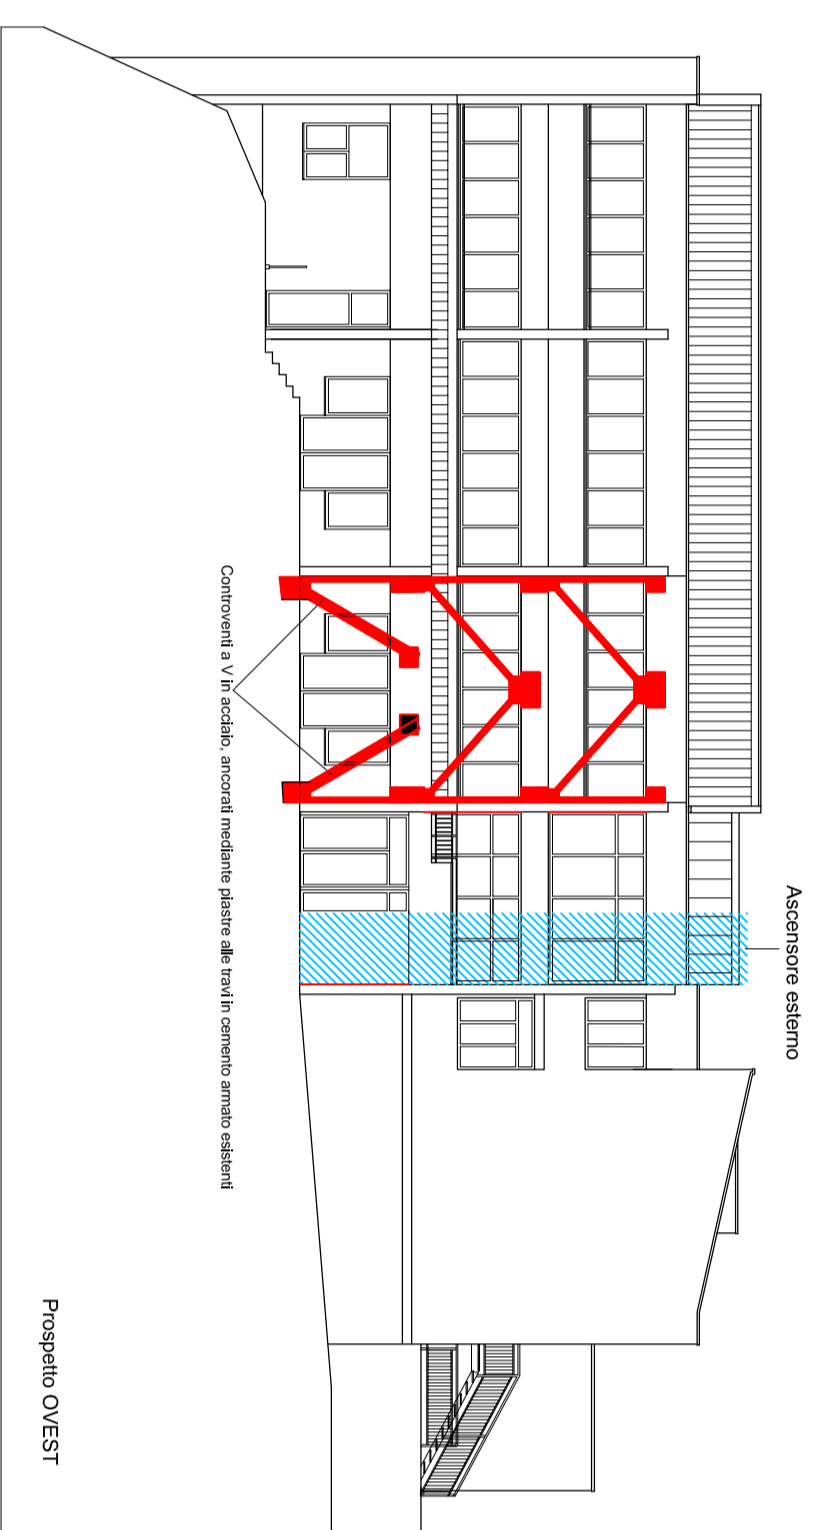 Ascensore esterno
Controventi a V in acciaio, ancorati mediante piastre alle travi in cemento armato esistenti
Prospetto OVEST